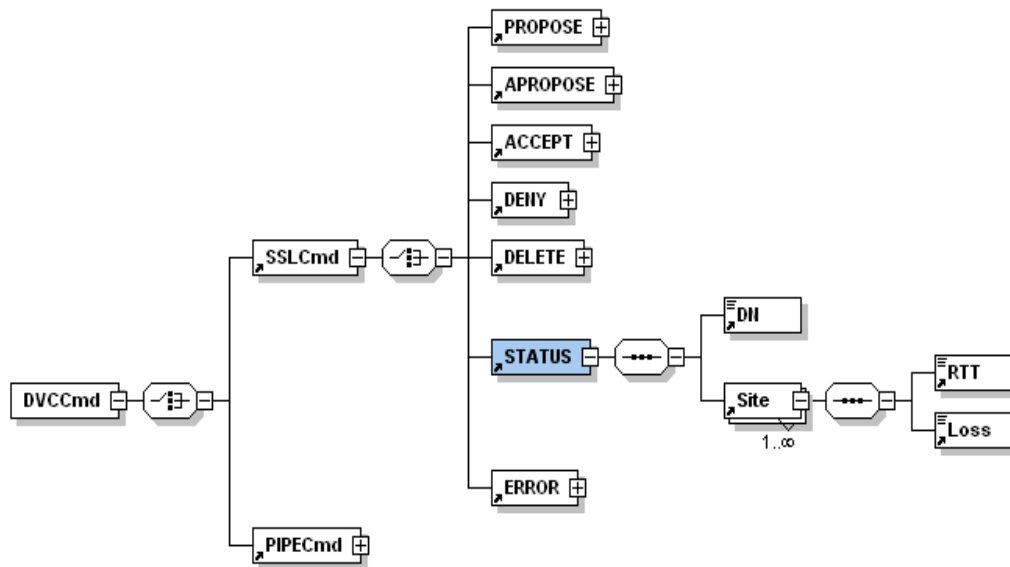 PROPOSE
APROPOSE
ACCEPT
DENY
SSLCmd
DELETE
DN
STATUS
RTT
DVCCmd
Site
Loss
1..∞
ERROR
PIPECmd